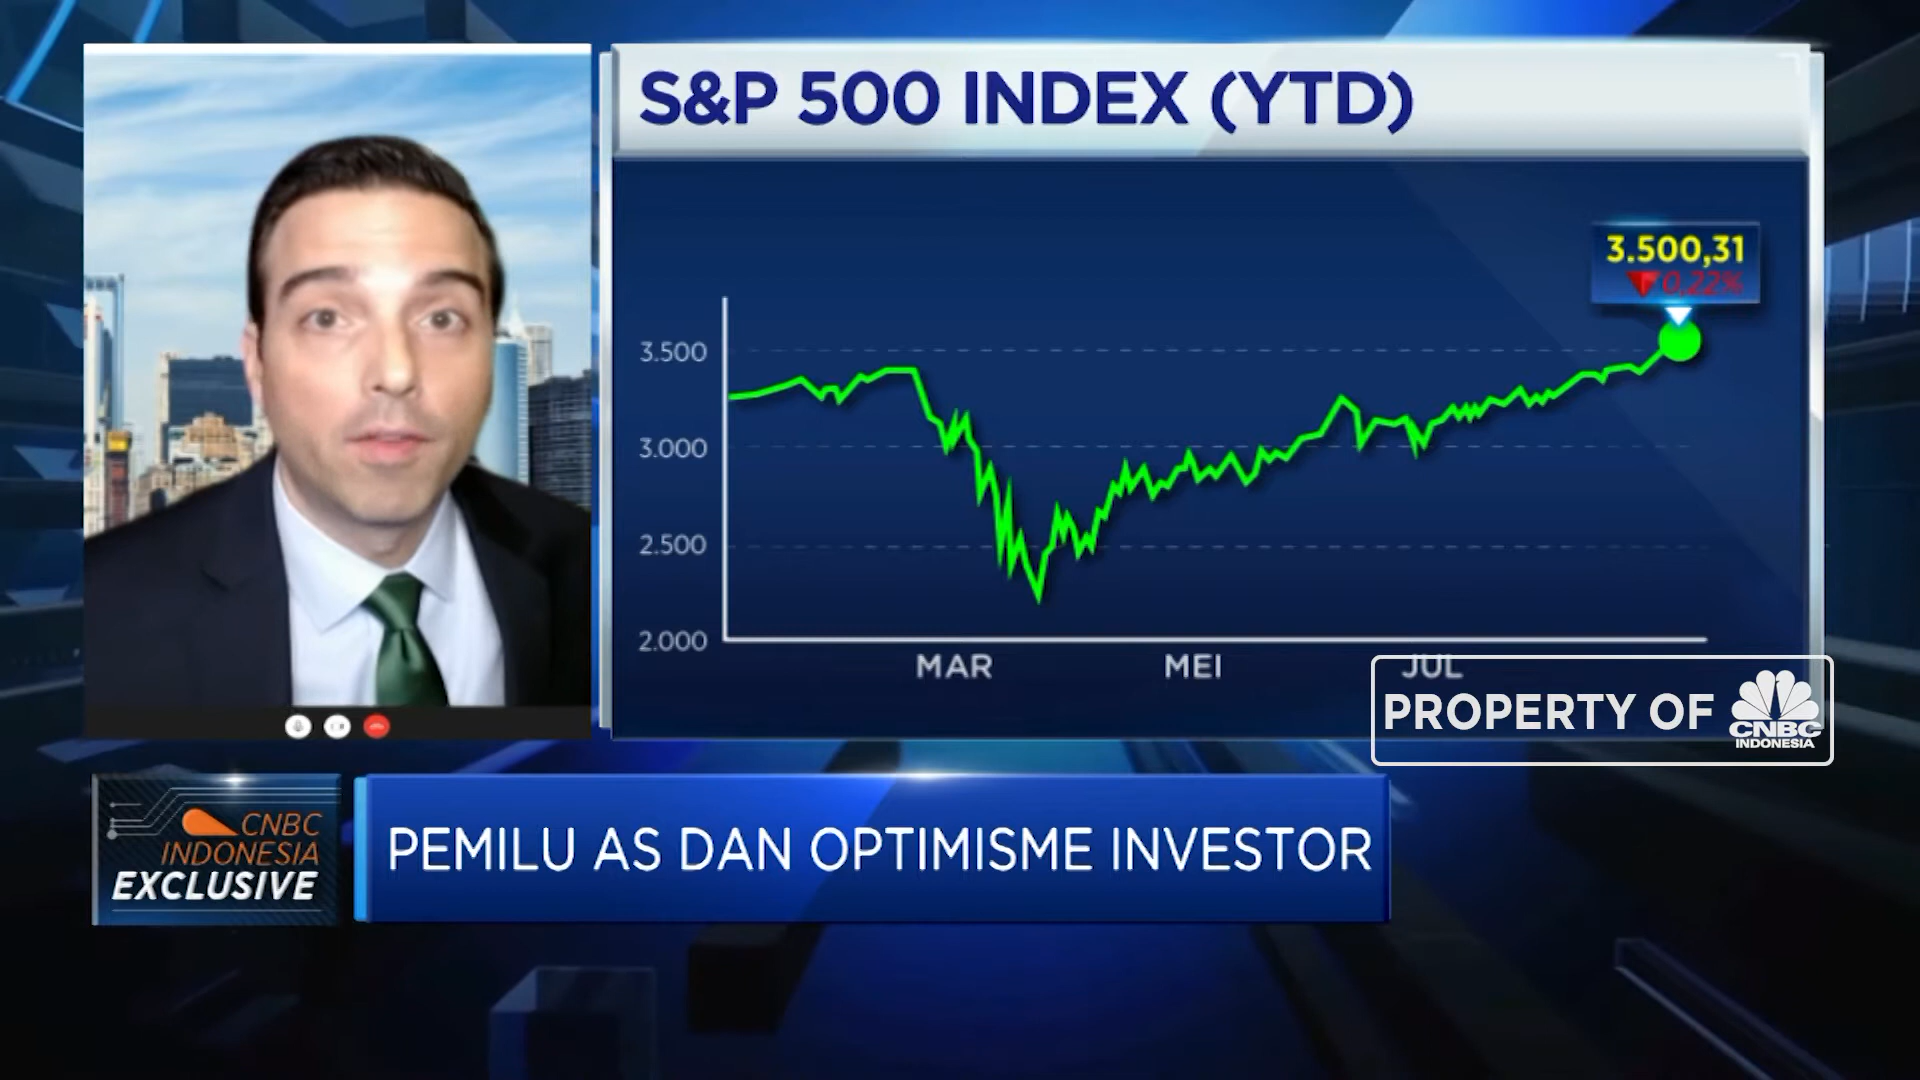 S&P 500 INDEX (YTD)
3.500,31
0,22%
3.500
3.000
2.500
2.000
MAR MEI JUL
PROPERTY OF
CNBC
INDONESIA
CNBC
INDONESIA
EXCLUSIVE
PEMILU AS DAN OPTIMISME INVESTOR